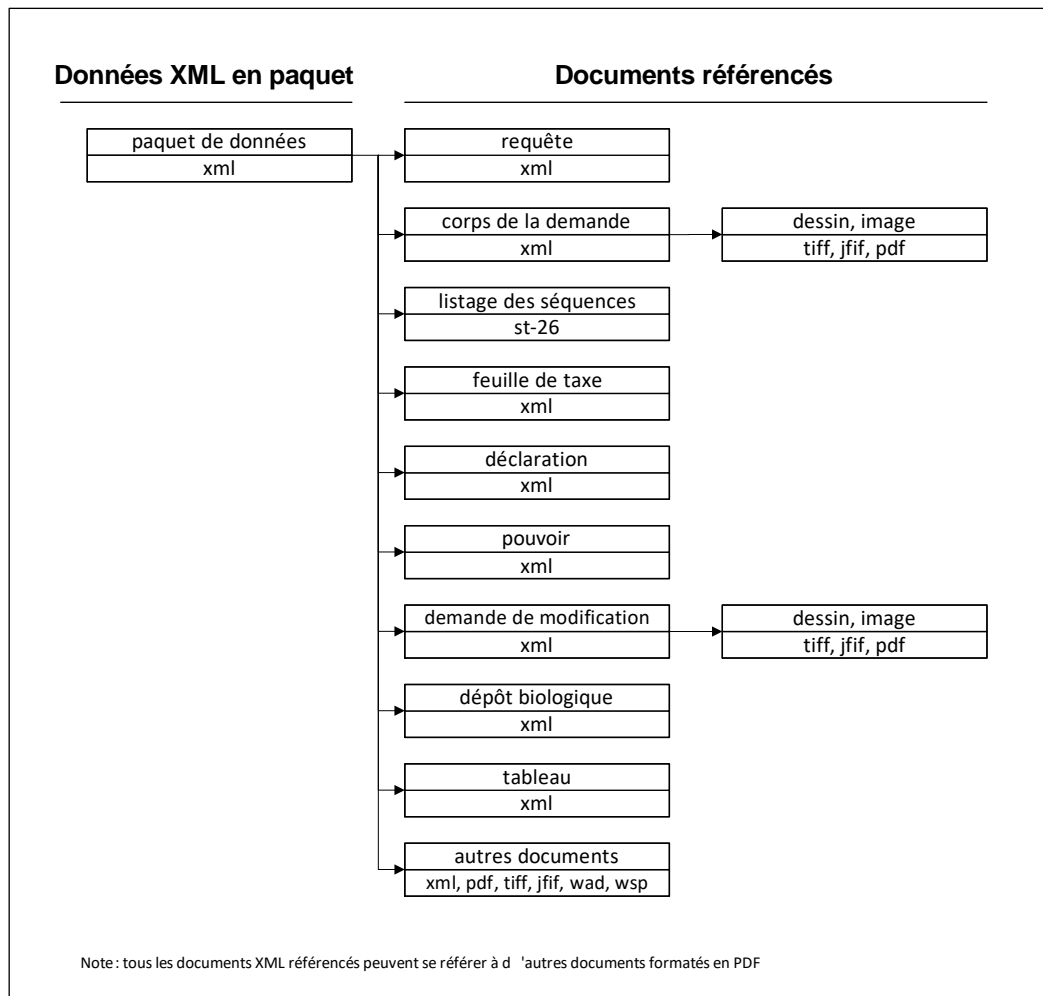 Données XML en paquet
Documents référencés
paquet de données
xml
requête
xml
corps de la demande
xml
dessin, image
tiff, jfif, pdf
listage des séquences
st-26
feuille de taxe
xml
déclaration
xml
pouvoir
xml
demande de modification
xml
dessin, image
tiff, jfif, pdf
dépôt biologique
xml
tableau
xml
autres documents
xml, pdf, tiff, jfif, wad, wsp
Note : tous les documents XML référencés peuvent se référer à d 'autres documents formatés en PDF